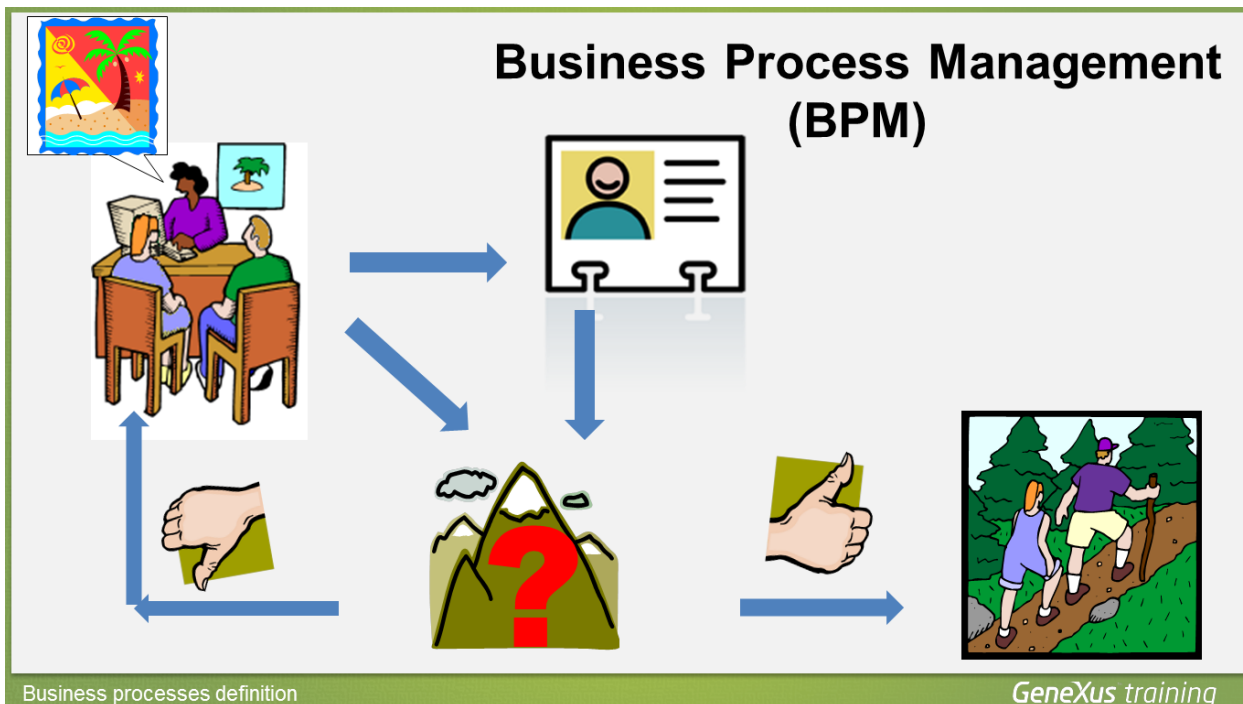 Business Process Management
(BPM)
?
Business processes definition
GeneXus training